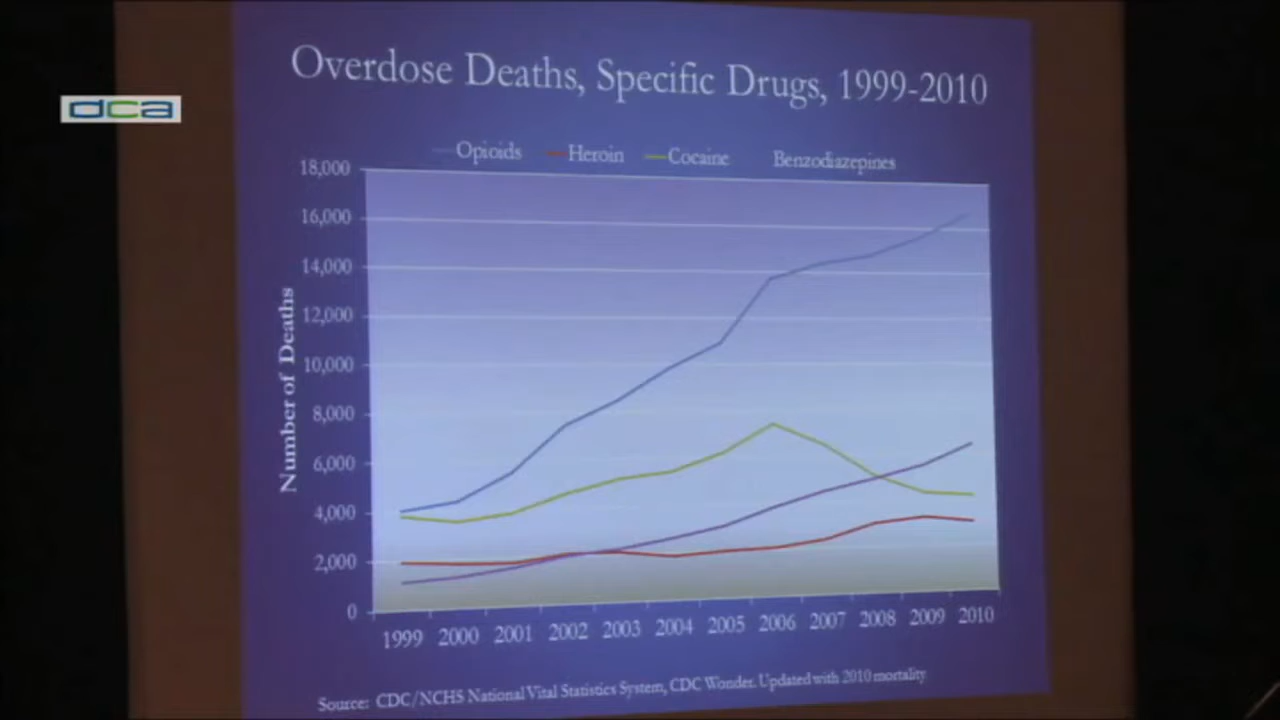 Overdose Deaths, Specific Drugs, 1999-2010
dca
Opioids Heroin Cocaine Benzodiazepines
18,000
16,000
14,000
12,000
10,000
8,000
6,000
4,000
2,000
0
Number of Deaths
1999 2000 2001 2002 2003 2004 2005 2006 2007 2008 2009 2010
Source: CDC/NCHS National Vital Statistics System, CDC Wonder. Updated with 2010 mortality.